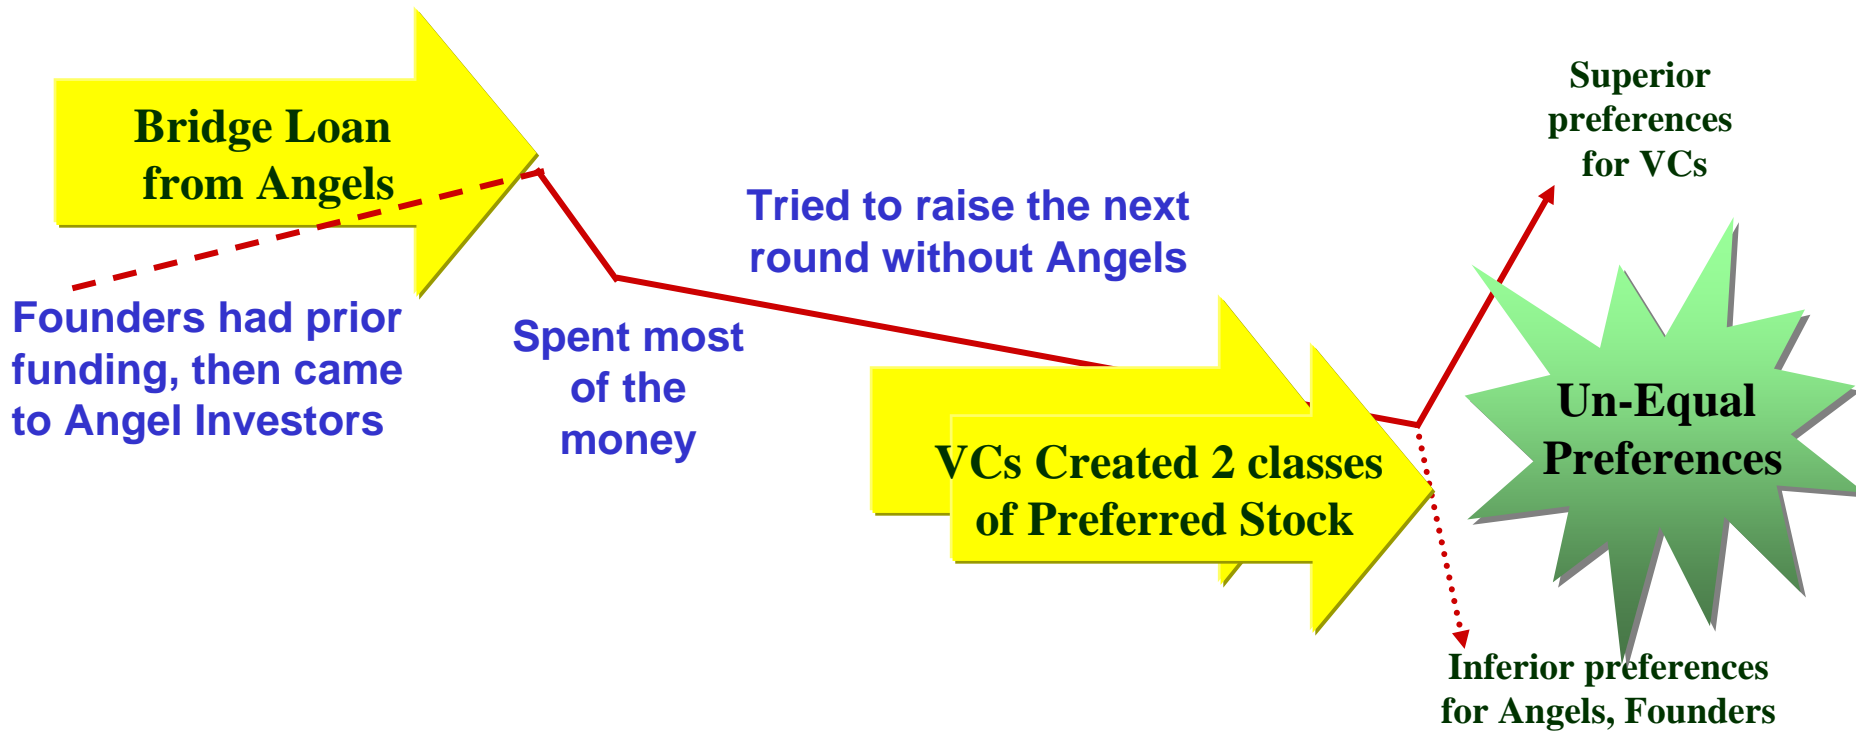 Bridge Loan
from Angels
Founders had prior
funding, then came
to Angel Investors
Spent most
of the
money
Tried to raise the next
round without Angels
VCs Created 2 classes
of Preferred Stock
Superior
preferences
for VCs
Un-Equal
Preferences
Inferior preferences
for Angels, Founders